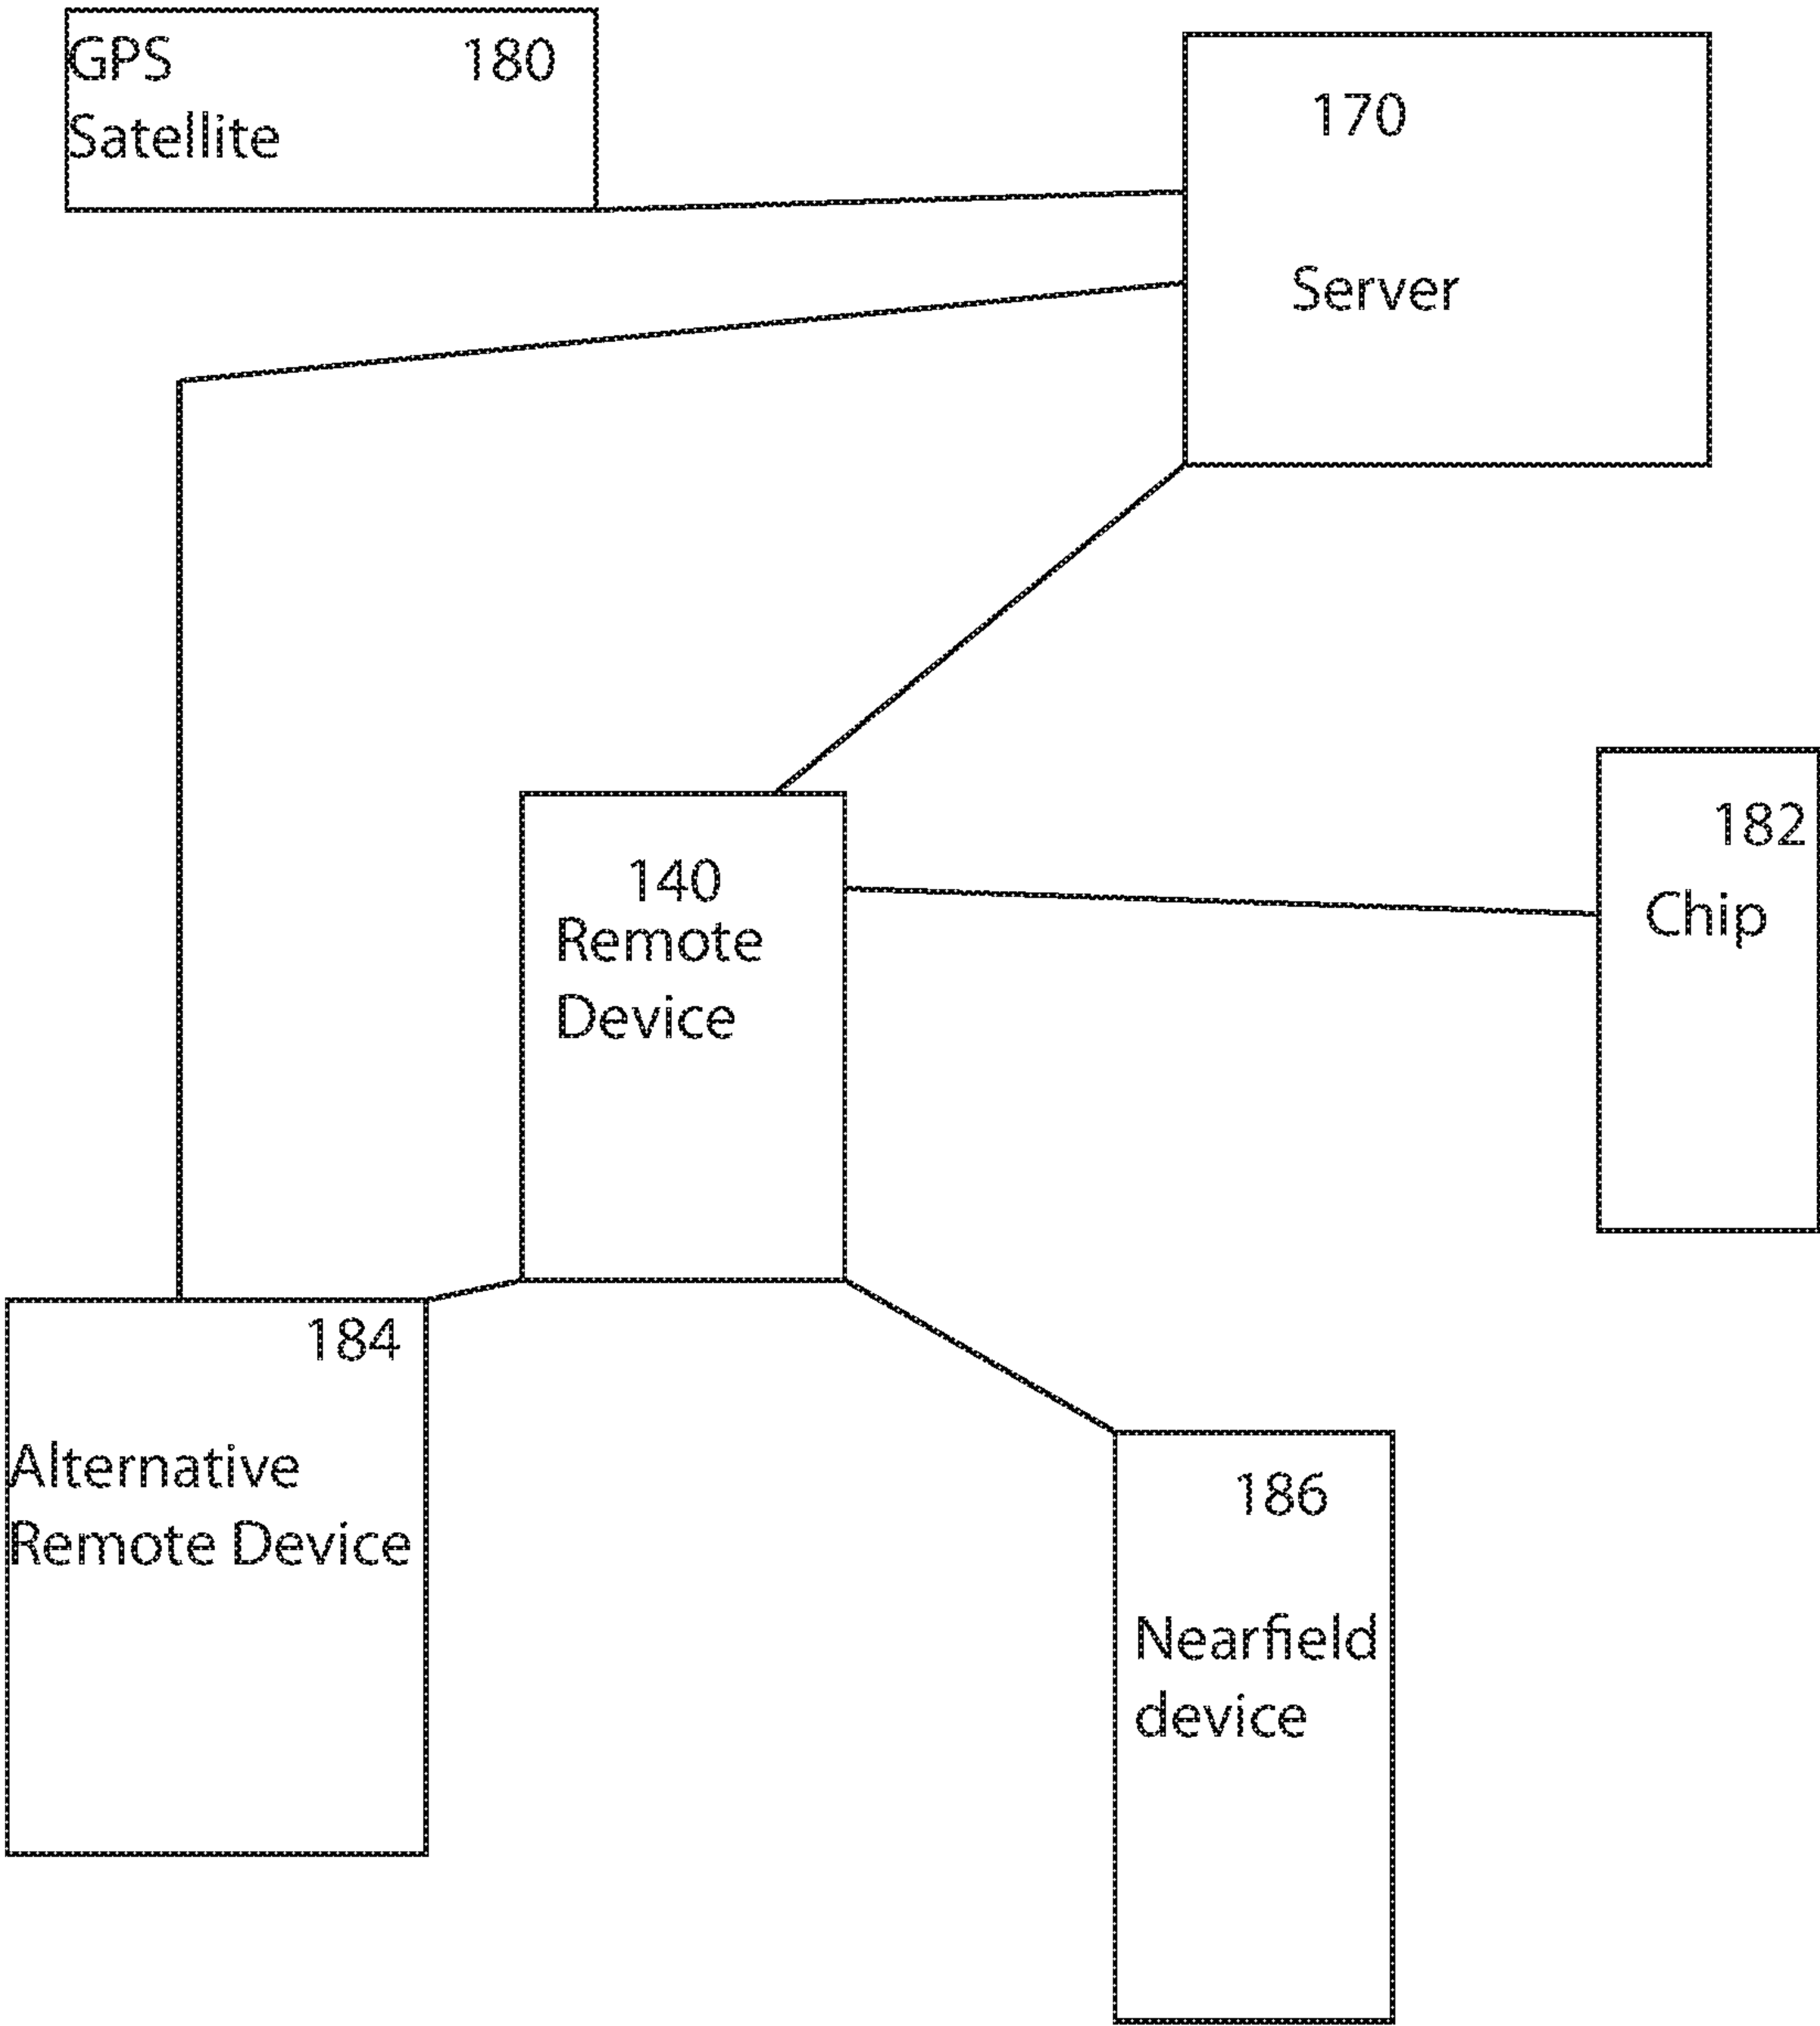 GPS 180
Satellite
170
Server
140
Remote
Device
182
Chip
184
Alternative
Remote Device
186
Nearfield
device